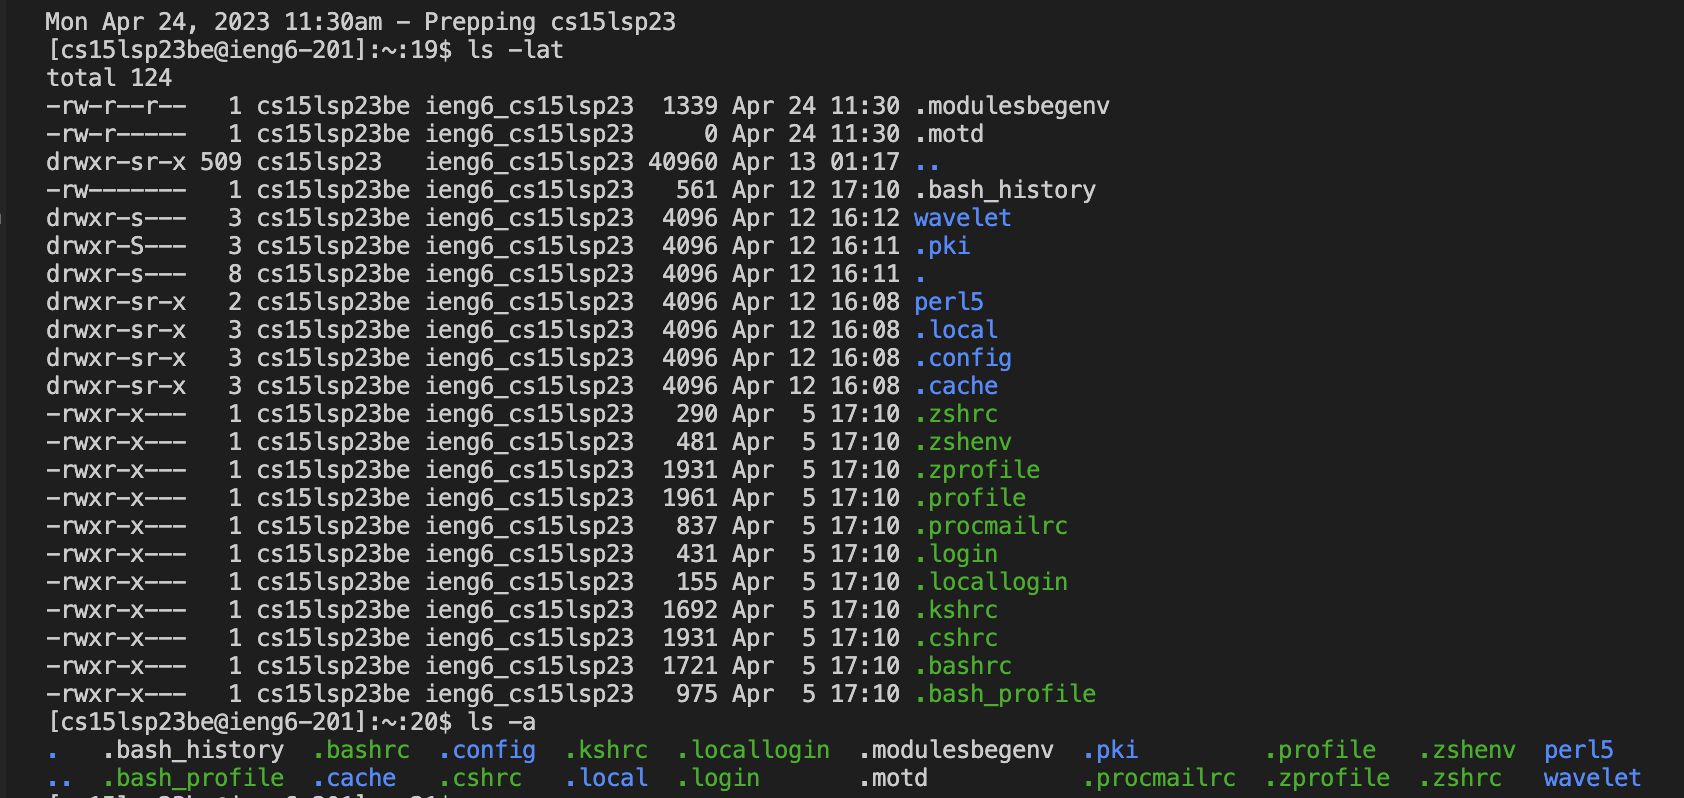 Mon Apr 24, 2023 11:30am - Prepping cs15lsp23
[cs15lsp23be@ieng6-201]:~:19$ ls -lat
total 124
-rw-r--r--   1 cs15lsp23be ieng6_cs15lsp23  1339 Apr 24 11:30 .modulesbegenv
-rw-r-----   1 cs15lsp23be ieng6_cs15lsp23     0 Apr 24 11:30 .motd
drwxr-sr-x 509 cs15lsp23   ieng6_cs15lsp23 40960 Apr 13 01:17 ..
-rw-------   1 cs15lsp23be ieng6_cs15lsp23   561 Apr 12 17:10 .bash_history
drwxr-s---   3 cs15lsp23be ieng6_cs15lsp23  4096 Apr 12 16:12 wavelet
drwxr-S---   3 cs15lsp23be ieng6_cs15lsp23  4096 Apr 12 16:11 .pki
drwxr-s---   8 cs15lsp23be ieng6_cs15lsp23  4096 Apr 12 16:11 .
drwxr-sr-x   2 cs15lsp23be ieng6_cs15lsp23  4096 Apr 12 16:08 perl5
drwxr-sr-x   3 cs15lsp23be ieng6_cs15lsp23  4096 Apr 12 16:08 .local
drwxr-sr-x   3 cs15lsp23be ieng6_cs15lsp23  4096 Apr 12 16:08 .config
drwxr-sr-x   3 cs15lsp23be ieng6_cs15lsp23  4096 Apr 12 16:08 .cache
-rwxr-x---   1 cs15lsp23be ieng6_cs15lsp23   290 Apr  5 17:10 .zshrc
-rwxr-x---   1 cs15lsp23be ieng6_cs15lsp23   481 Apr  5 17:10 .zshenv
-rwxr-x---   1 cs15lsp23be ieng6_cs15lsp23  1931 Apr  5 17:10 .zprofile
-rwxr-x---   1 cs15lsp23be ieng6_cs15lsp23  1961 Apr  5 17:10 .profile
-rwxr-x---   1 cs15lsp23be ieng6_cs15lsp23   837 Apr  5 17:10 .procmailrc
-rwxr-x---   1 cs15lsp23be ieng6_cs15lsp23   431 Apr  5 17:10 .login
-rwxr-x---   1 cs15lsp23be ieng6_cs15lsp23   155 Apr  5 17:10 .locallogin
-rwxr-x---   1 cs15lsp23be ieng6_cs15lsp23  1692 Apr  5 17:10 .kshrc
-rwxr-x---   1 cs15lsp23be ieng6_cs15lsp23  1931 Apr  5 17:10 .cshrc
-rwxr-x---   1 cs15lsp23be ieng6_cs15lsp23  1721 Apr  5 17:10 .bashrc
-rwxr-x---   1 cs15lsp23be ieng6_cs15lsp23   975 Apr  5 17:10 .bash_profile
[cs15lsp23be@ieng6-201]:~:20$ ls -a
.   .bash_history  .bashrc  .config  .kshrc  .locallogin  .modulesbegenv  .pki         .profile   .zshenv  perl5
..  .bash_profile  .cache   .cshrc   .local  .login       .motd           .procmailrc  .zprofile  .zshrc   wavelet